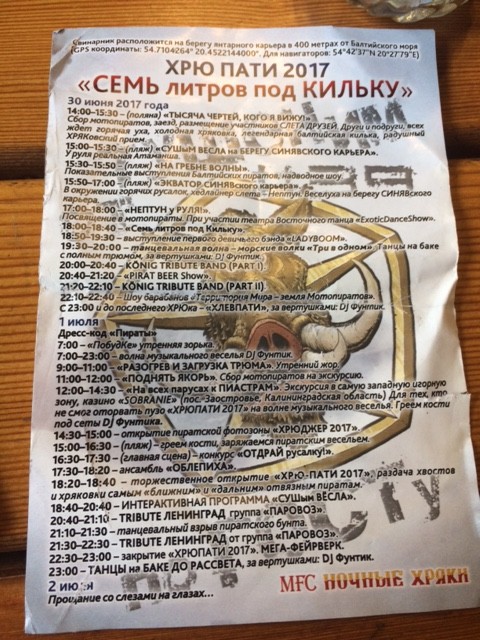 Свинарник расположится на берегу янтарного карьера в 400 метрах от Балтийского моря
(GPS координаты: 54.7104264° 20.4522144000°. Для навигаторов: 54°42'37"N 20°27'79"E)
ХРЮ ПАТИ 2017
«СЕМЬ литров под КИЛЬКУ»
30 июня 2017 года
14:00–15:30 – (поляна) «ТЫСЯЧА ЧЕРТЕЙ, КОГО Я ВИЖУ!»
Сбор мотопиратов, заезд, размещение участников СЛЕТА ДРУЗЕЙ. Други и подруги, всех
ждет горячая уха, холодная хряковка, легендарная балтийская килька, радушный
ХРЯКОВский прием.
15:00–15:30 – (пляж) «СУШЫМ ВЕСЛА на БЕРЕГУ СИНЯВСКОГО КАРЬЕРА».
У руля реальная Атаманша.
15:30–15:50 – (пляж) «НА ГРЕБНЕ ВОЛНЫ».
Показательные выступления Балтийских пиратов, надводное шоу.
15:50–17:00 – (пляж) «ЭКВАТОР СИНЯВСКОГО карьера».
В окружении горячих русалок, хедлайнер слета – Нептун. Веселуха на берегу СИНЯВского
карьера.
17:00–18:00 – «НЕПТУН у РУЛЯ!».
Посвящение в мотопираты. При участии театра Восточного танца «ExoticDanceShow».
18:00–18:40 – «Семь литров под Кильку».
18:50–19:30 – выступление первого девичьего бэнда «LADYBOOM».
19:30–20:00 – танцевальная волна – морские волки «Три в одном». Танцы на баке
с полным трюмом, за вертушками: Dj Фунтик.
20:00–20:40 – KÖNIG TRIBUTE BAND (PART I).
20:40–21:20 – «PIRAT BEER Show».
21:20–22:10 – KÖNIG TRIBUTE BAND (PART II).
22:10–22:40 – Шоу барабанов «Территория Мира – земля Мотопиратов».
С 23:00 и до последнего ХРЮка – «ХЛЕВПАТИ», за вертушками: Dj Фунтик.
1 июля
Дресс-код «Пираты»
7:00 – «ПобудКе» утренняя зорька.
7:00–23:00 – волна музыкального веселья Dj Фунтик.
9:00–11:00 – «РАЗОГРЕВ И ЗАГРУЗКА ТРЮМА». Утренний жор.
11:00–12:00 – «ПОДНЯТЬ ЯКОРЬ». Сбор мотопиратов на экскурсию.
12:00–14:30 – «На всех парусах к ПИАСТРАМ». Экскурсия в самую западную игорную
зону, казино «SOBRANIE» (пос. Заостровье, Калининградская область) Для тех, кто
не смог оторвать пузо «ХРЮПАТИ 2017» на волне музыкального веселья. Греем кости
под сеты DJ Фунтика.
14:30–15:00 – открытие пиратской фотозоны «ХРЮДЖЕР 2017».
15:00–16:30 – (пляж) – греем кости, заряжаемся пиратским весельем.
16:30–17:30 – (главная сцена) – конкурс «ОТДАЙ русалку!».
17:30–18:20 – ансамбль «ОБЛЕПИХА».
18:20–18:40 – торжественное открытие «ХРЮ-ПАТИ 2017», раздача хвостов
и хряковки самым «ближним» и «дальним» отвязным пиратам.
18:40–20:40 – ИНТЕРАКТИВНАЯ ПРОГРАММА «СУШЫм ВЁСЛА».
20:40–21:10 – TRIBUTE ЛЕНИНГРАД группа «ПАРОВОЗ».
21:10–21:30 – танцевальный взрыв пиратского бунта.
21:30–22:30 – TRIBUTE ЛЕНИНГРАД от группа «ПАРОВОЗ».
22:30–23:00 – закрытие «ХРЮПАТИ 2017». МЕГА-ФЕЙРВЕРК.
23:00 – ТАНЦЫ на БАКЕ ДО РАССВЕТА, за вертушками: Dj Фунтик.
2 июля
Прощание со слезами на глазах…
MFC НОЧНЫЕ ХРЯКИ